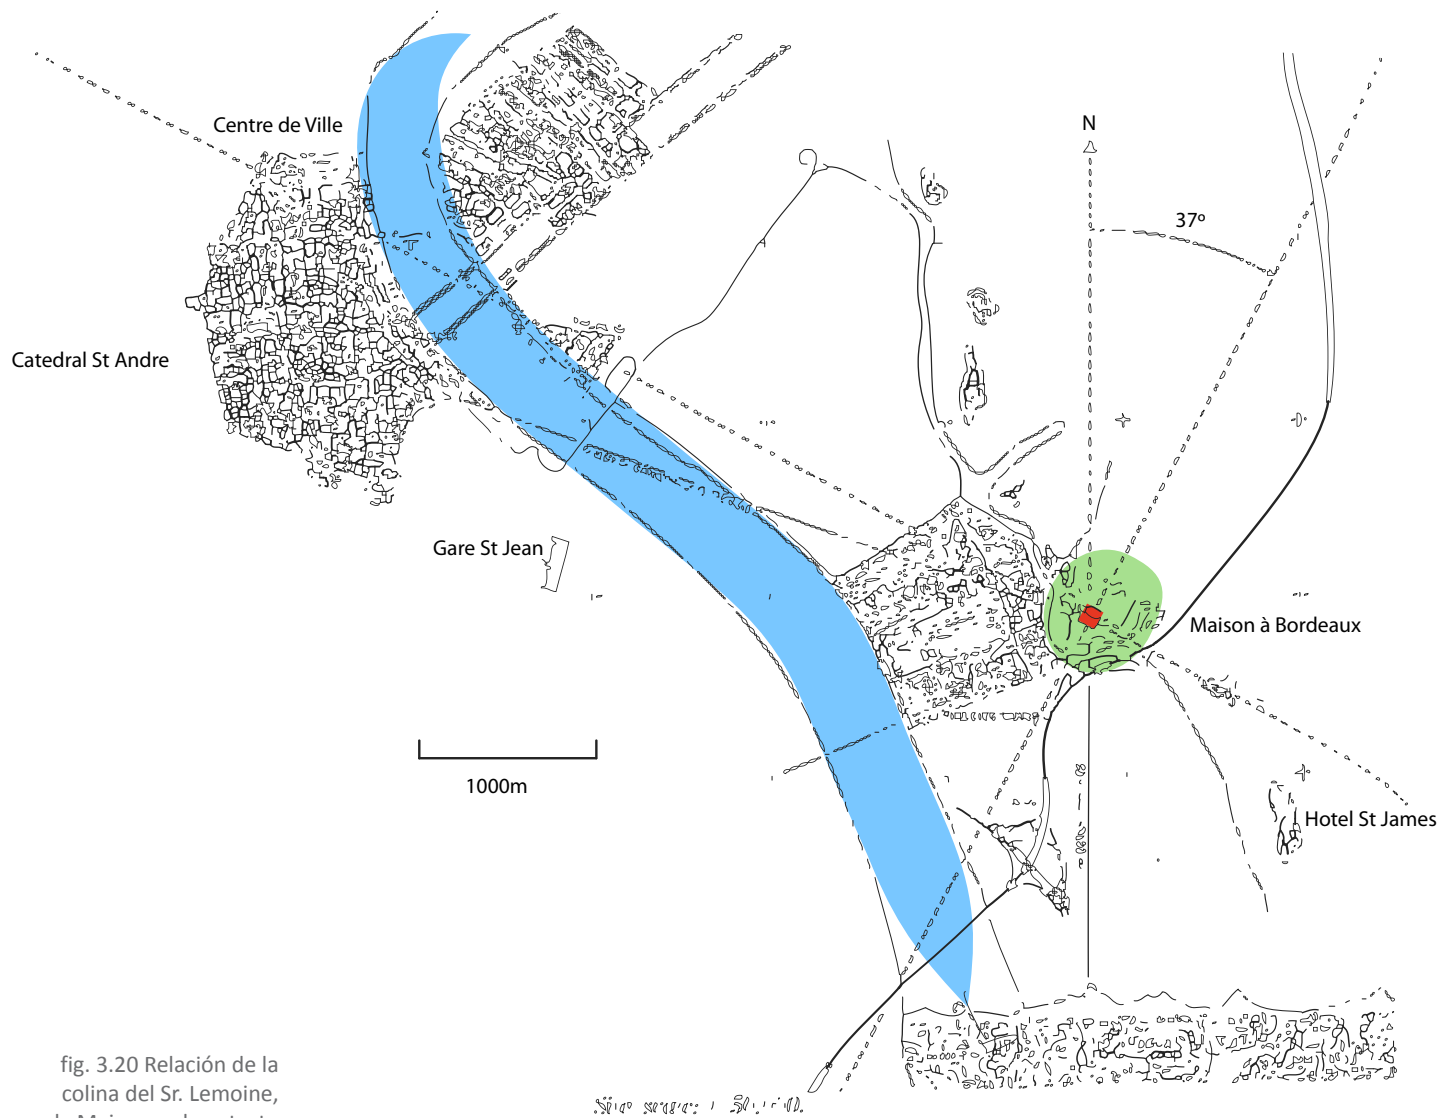 Centre de Ville
N
37º
Catedral St Andre
Gare St Jean
Maison à Bordeaux
1000m
Hotel St James
fig. 3.20 Relación de la
colina del Sr. Lemoine,